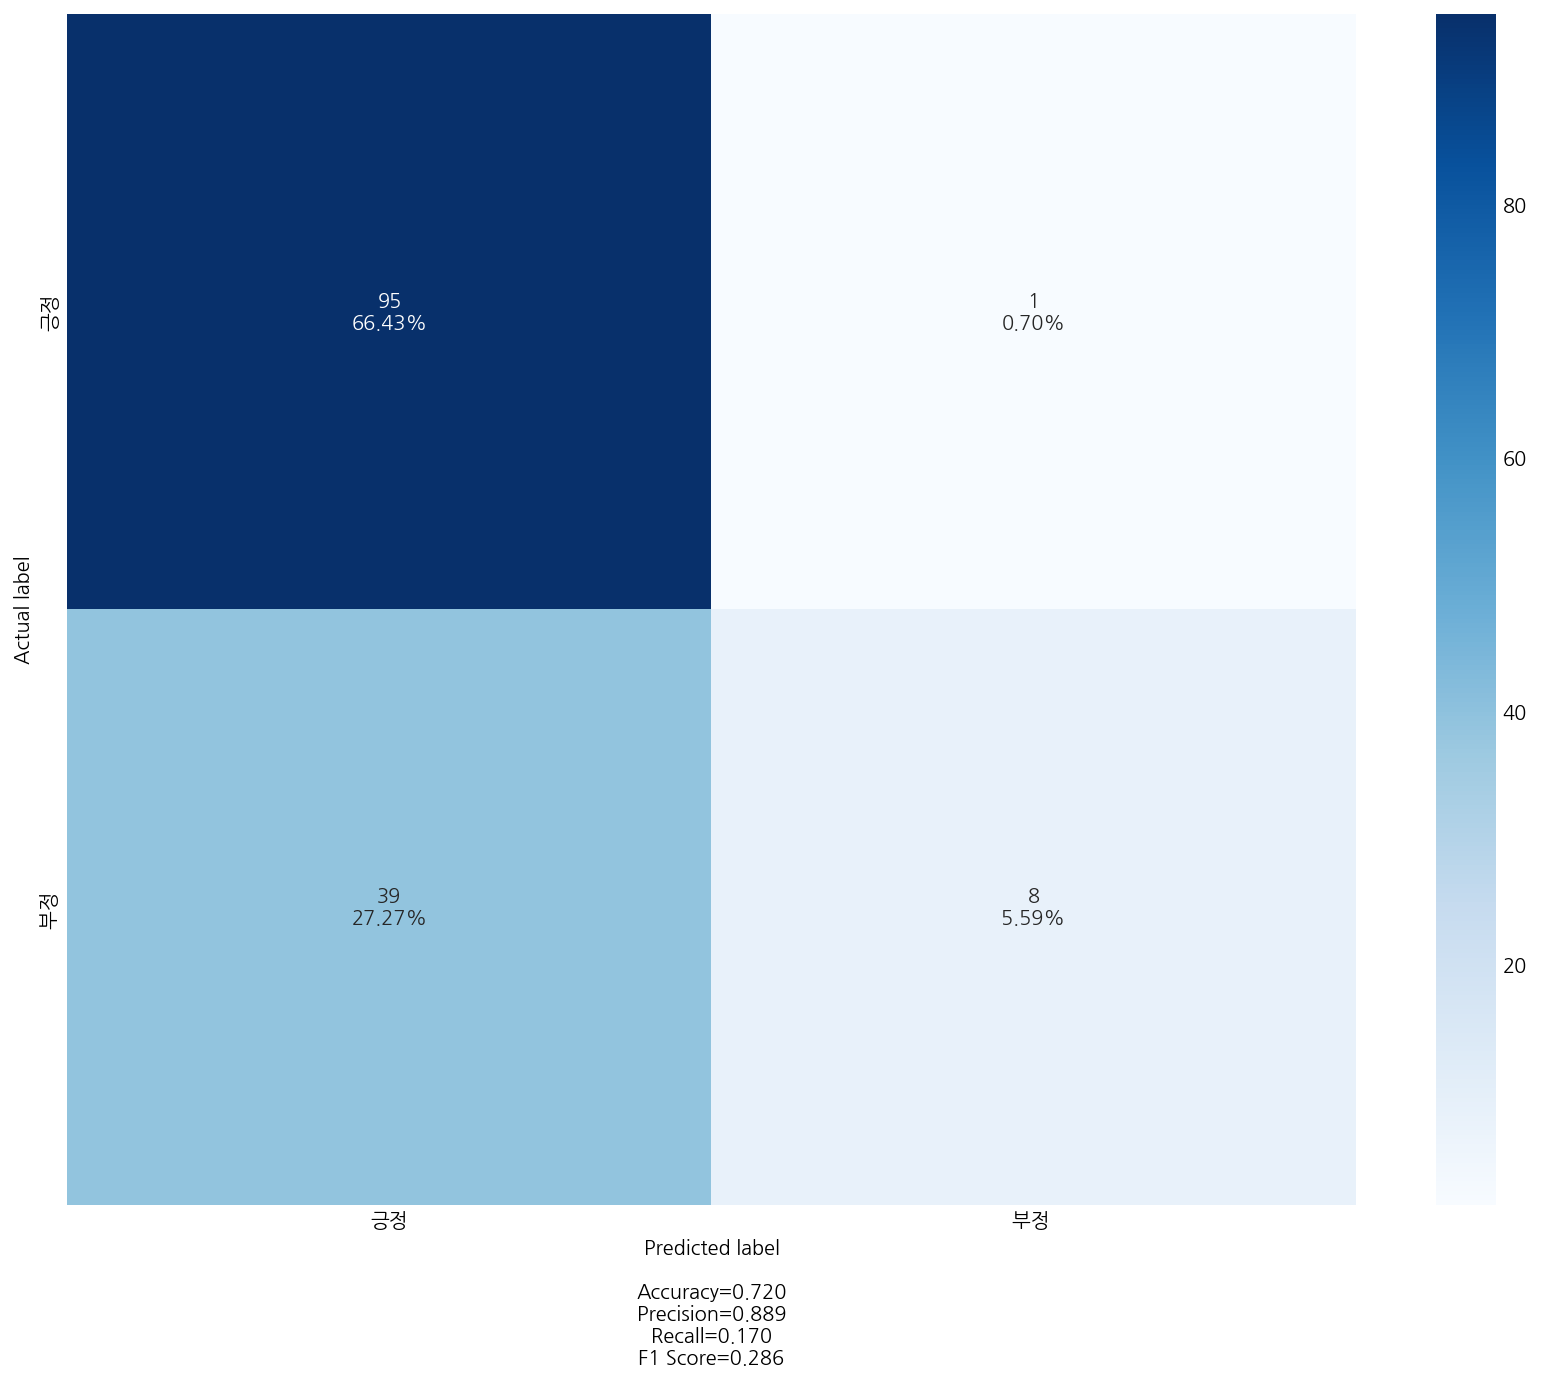 긍정
95
66.43%
1
0.70%
80
60
Actual label
40
부정
39
27.27%
8
5.59%
20
긍정
부정
Predicted label
Accuracy=0.720
Precision=0.889
Recall=0.170
F1 Score=0.286